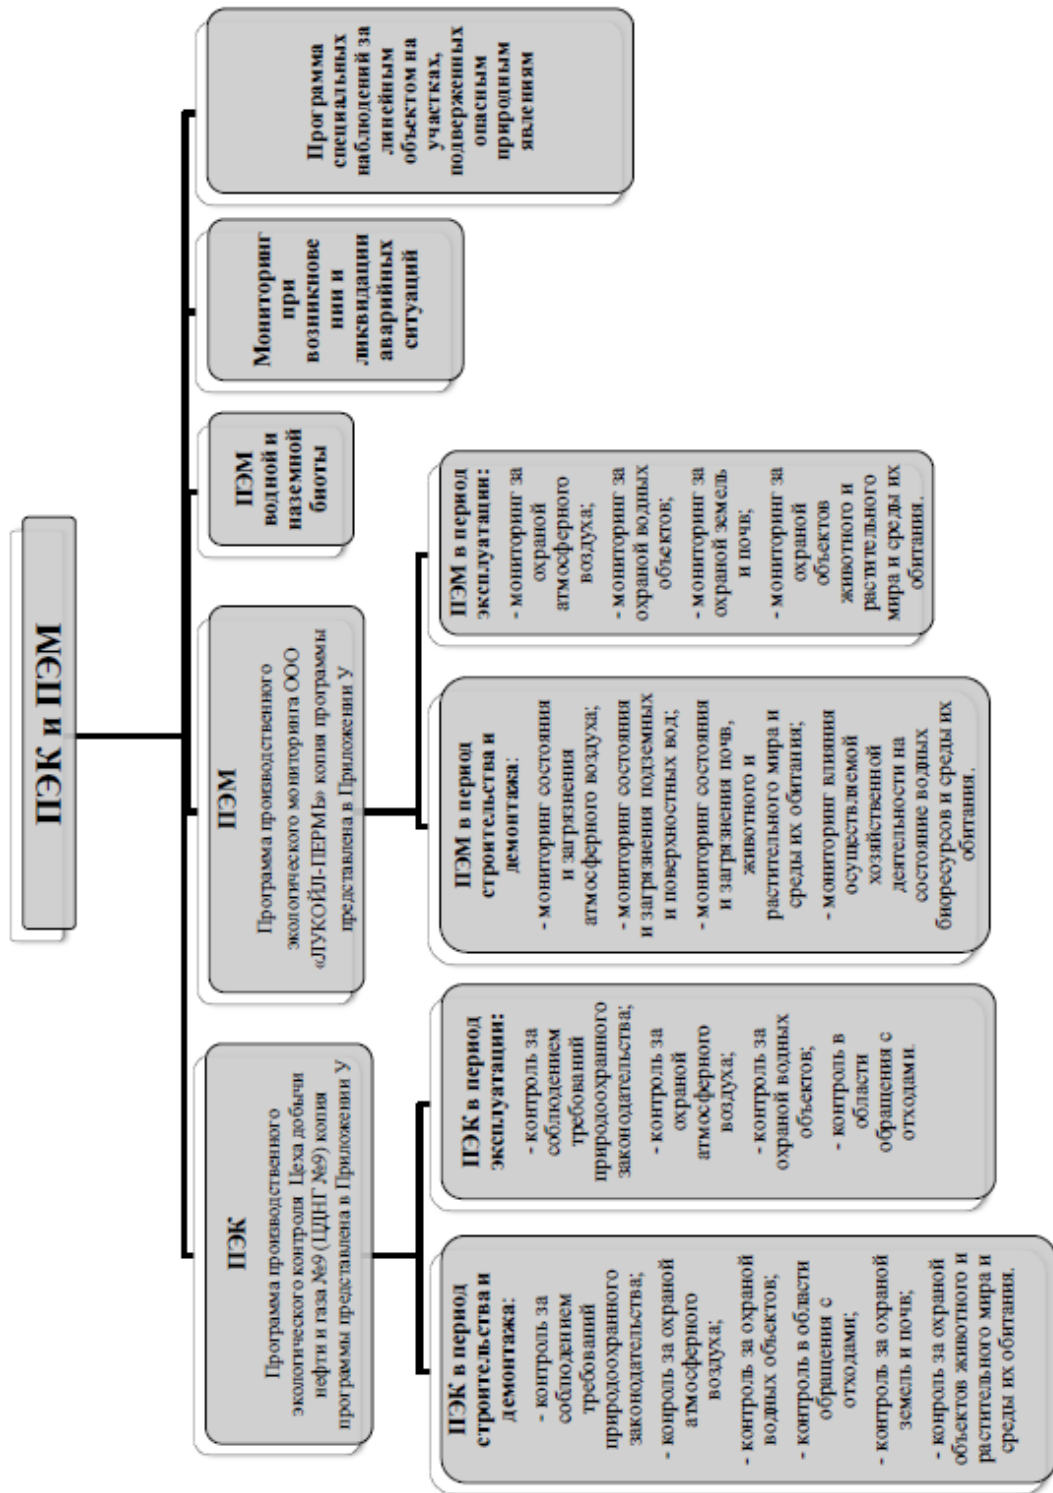 ПЭК и ПЭМ
ПЭК
Программа производственного
экологического контроля Цеха добычи
нефти и газа №9 (ЦДНГ №9) копия
программы представлена в Приложении У
ПЭК в период
строительства и
демонтажа:
- контроль за
соблюдением
требований
природоохранного
законодательства;
- конроль за охраной
атмосферного
воздуха;
- контроль за охраной
водных объектов;
- контроль в области
обращения с
отходами;
- контроль за охраной
земель и почв;
- конроль за охраной
объектов животного и
растительного мира и
среды их обитания.
ПЭК в период
эксплуатации:
- контроль за
соблюдением
требований
природоохранного
законодательства;
- контроль за
охраной
атмосферного
воздуха;
- контроль за
охраной водных
объектов;
- контроль в
области
обращения с
отходами.
ПЭМ
Программа производственного
экологического мониторинга ООО
«ЛУКОЙЛ-ПЕРМЬ» копия программы
представлена в Приложении У
ПЭМ в период
строительства и
демонтажа:
- мониторинг состояния
и загрязнения
атмосферного воздуха;
- мониторинг состояния
и загрязнения подземных
и поверхностных вод;
- мониторинг состояния
и загрязнения почв,
животного и
растительного мира и
среды их обитания;
- мониторинг влияния
осуществляемой
хозяйственной
деятельности на
состояние водных
биоресурсов и среды их
обитания.
ПЭМ в период
эксплуатации:
- мониторинг за
охраной
атмосферного
воздуха;
- мониторинг за
охраной водных
объектов;
- мониторинг за
охраной земель
и почв;
- мониторинг за
охраной
объектов
животного и
растительного
мира и среды их
обитания.
ПЭМ
водной и
наземной
биоты
Мониторинг
при
возникнове
нии и
ликвидации
аварийных
ситуаций
Программа
специальных
наблюдений за
линейным
объектом на
участках,
подверженных
опасным
природным
явлениям